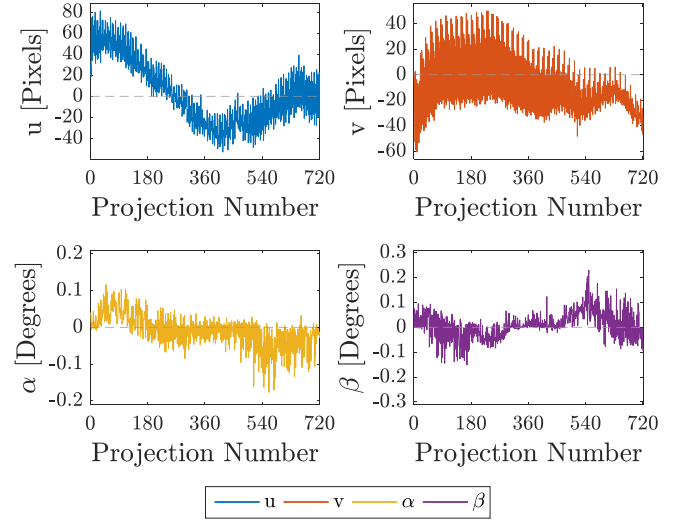 80
60
40
20
0
-20
-40
u [Pixels]
0 180 360 540 720
Projection Number
40
20
0
-20
-40
-60
v [Pixels]
0 180 360 540 720
Projection Number
0.2
0.1
0
-0.1
-0.2
α [Degrees]
0 180 360 540 720
Projection Number
0.3
0.2
0.1
0
-0.1
-0.2
-0.3
β [Degrees]
0 180 360 540 720
Projection Number
u v α β